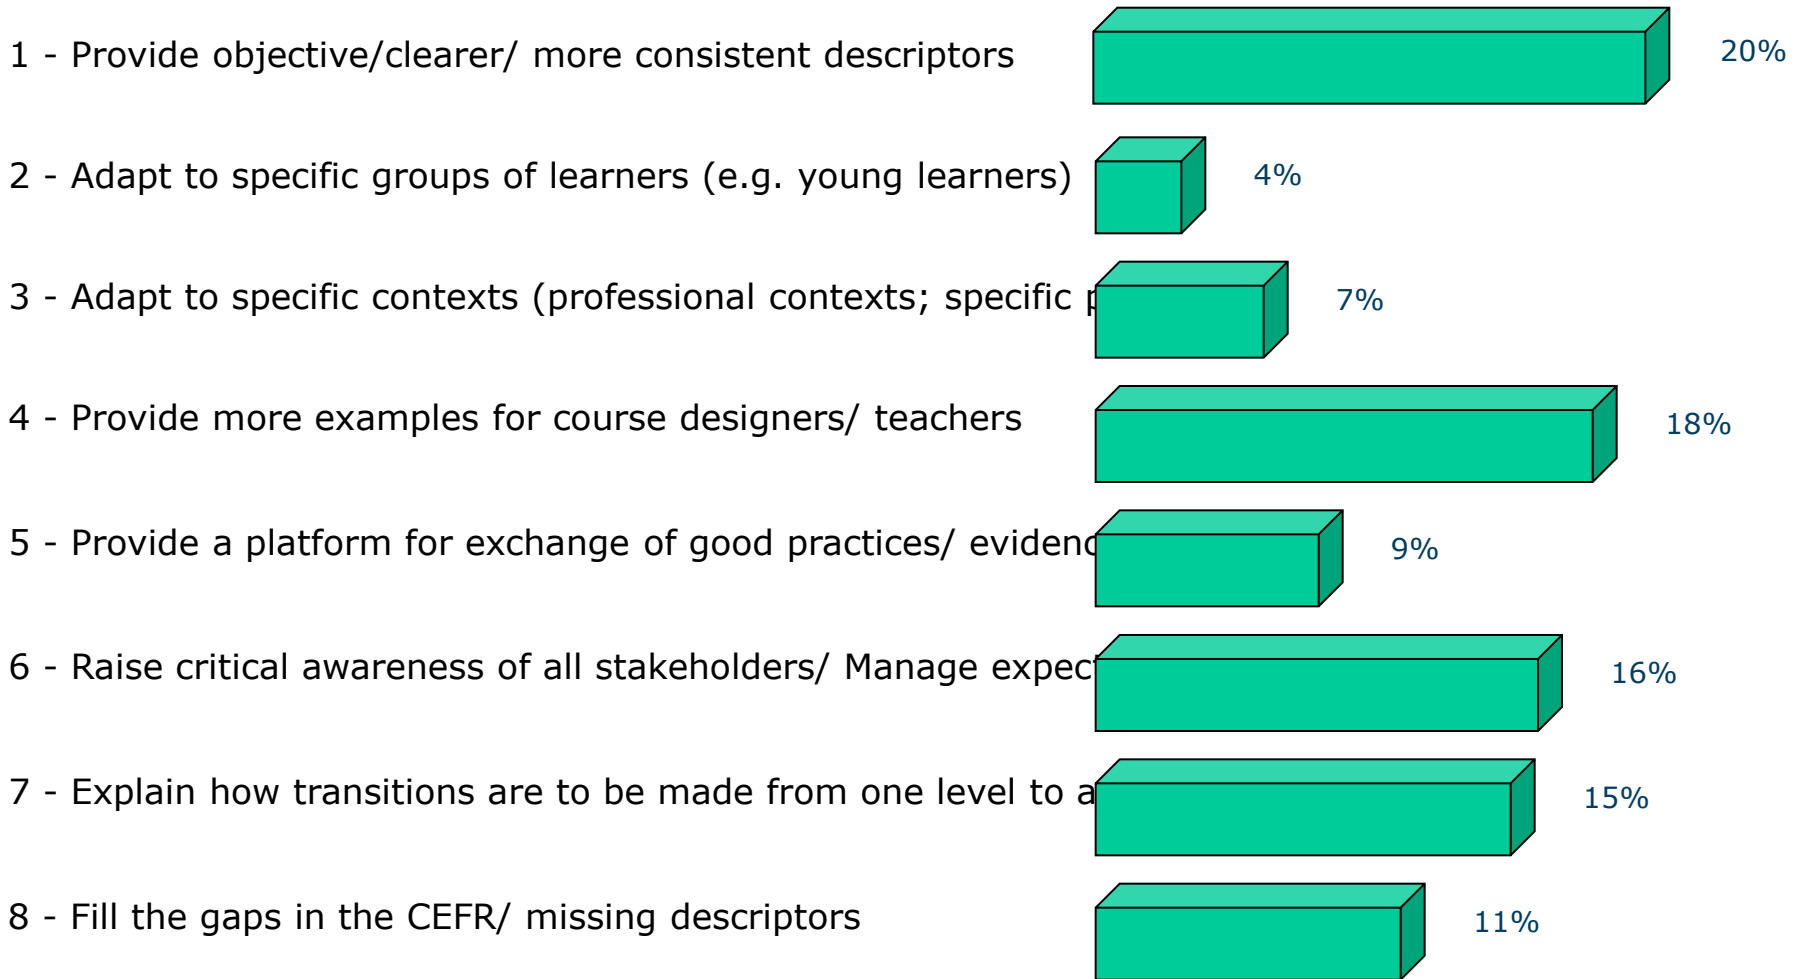 1 - Provide objective/clearer/ more consistent descriptors 20%
2 - Adapt to specific groups of learners (e.g. young learners) 4%
3 - Adapt to specific contexts (professional contexts; specific 7%
4 - Provide more examples for course designers/ teachers 18%
5 - Provide a platform for exchange of good practices/ 9%
6 - Raise critical awareness of all stakeholders/ Manage 16%
7 - Explain how transitions are to be made from one level to 15%
8 - Fill the gaps in the CEFR/ missing descriptors 11%